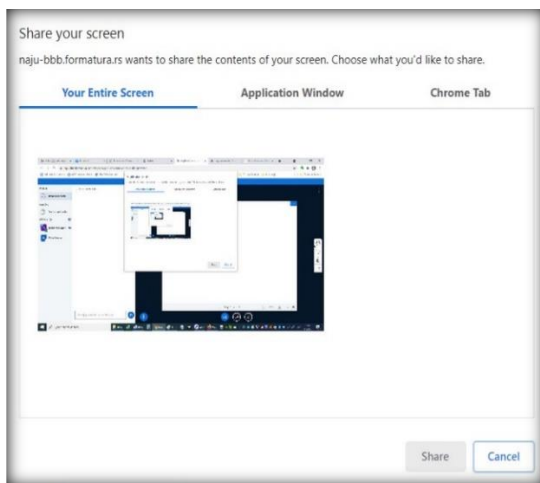 Share your screen
naju-bbb.formatura.rs wants to share the contents of your screen. Choose what you'd like to share.
Your Entire Screen
Application Window
Chrome Tab
Share
Cancel